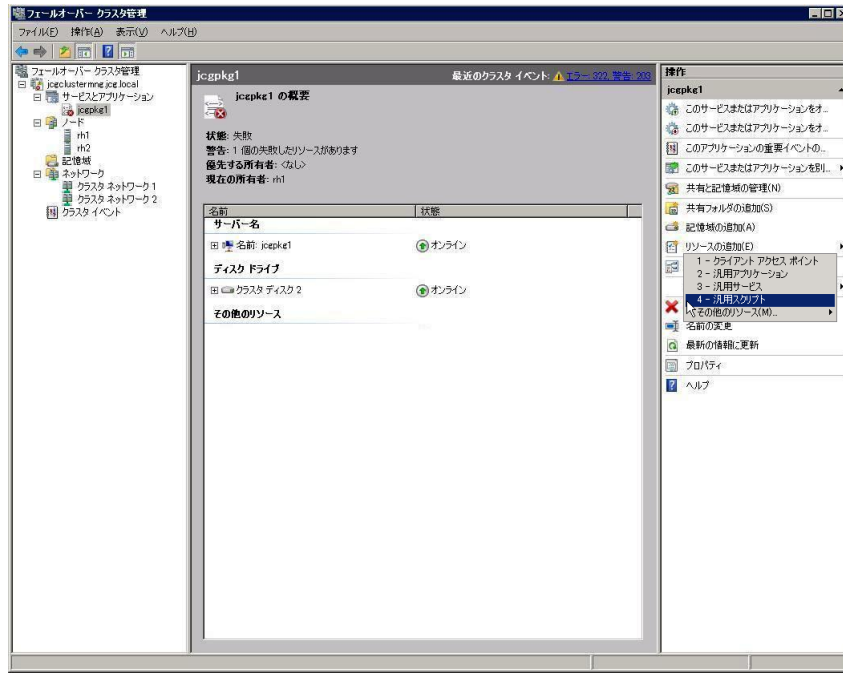 フェールオーバー クラスタ管理
ファイル(F) 操作(A) 表示(V) ヘルプ(H)
フェールオーバー クラスタ管理
jcgclustermng.jcg.local
サービスとアプリケーション
jcgpkg1
ノード
rh1
rh2
記憶域
ネットワーク
クラスタ ネットワーク 1
クラスタ ネットワーク 2
クラスタ イベント
jcgpkg1
最近のクラスタ イベント: エラー: 322, 警告: 203
jcgpkg1 の概要
状態: 失敗
警告: 1 個の失敗したリソースがあります
優先する所有者: <なし>
現在の所有者: rh1
名前 状態
サーバー名
名前: jcgpkg1 オンライン
ディスク ドライブ
クラスタ ディスク 2 オンライン
その他のリソース
操作
jcgpkg1
このサービスまたはアプリケーションをオ...
このサービスまたはアプリケーションをオ...
このアプリケーションの重要イベントの...
このサービスまたはアプリケーションを別...
共有と記憶域の管理(N)
共有フォルダの追加(S)
記憶域の追加(A)
リソースの追加(E)
1 - クライアント アクセス ポイント
2 - 汎用アプリケーション
3 - 汎用サービス
4 - 汎用スクリプト
その他のリソース(M)...
名前の変更
最新の情報に更新
プロパティ
ヘルプ